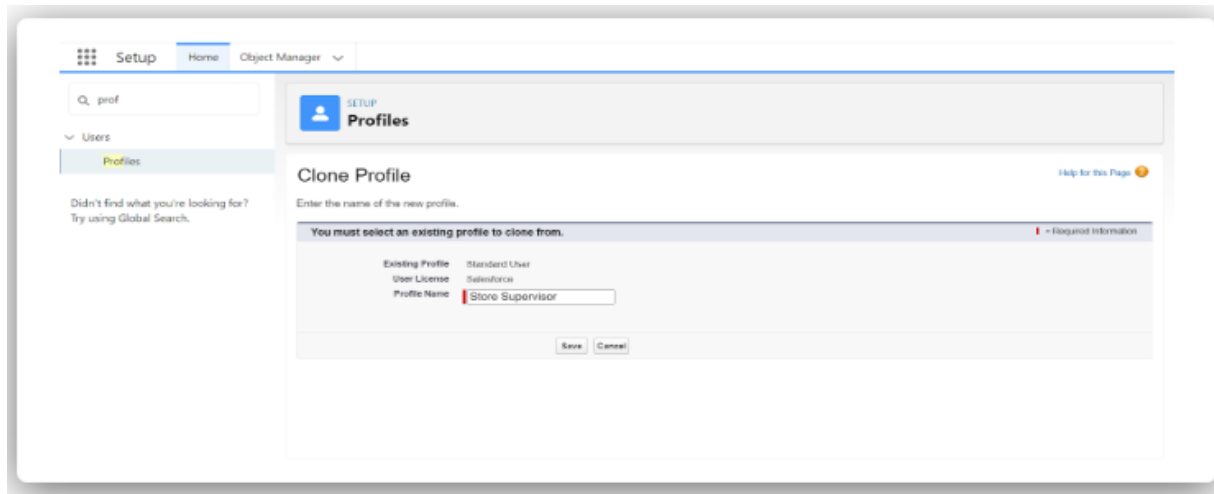 Setup Home Object Manager
prof
SETUP
Profiles
Users
Profiles
Didn't find what you're looking for?
Try using Global Search.
Clone Profile
Help for this Page
Enter the name of the new profile.
You must select an existing profile to clone from.
= Required Information
Existing Profile Standard User
User License Salesforce
Profile Name Store Supervisor
Save Cancel